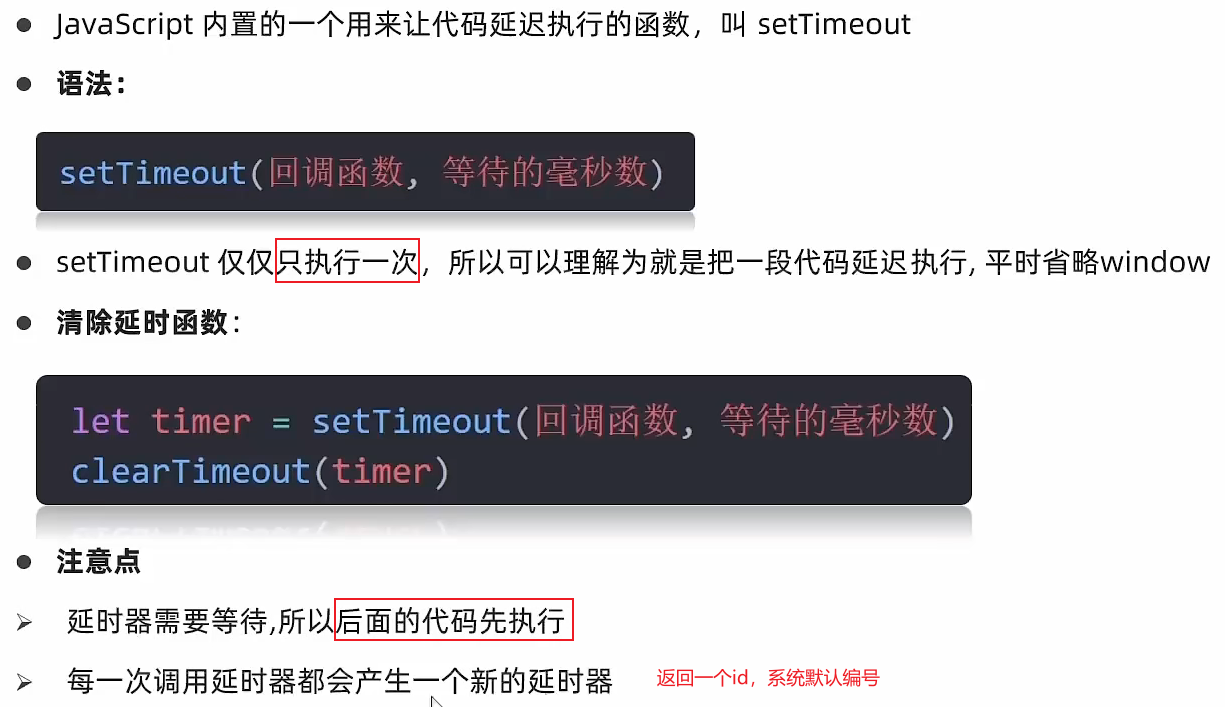 ● JavaScript 内置的一个用来让代码延迟执行的函数，叫 setTimeout
● 语法：
setTimeout(回调函数, 等待的毫秒数)
● setTimeout 仅仅只执行一次，所以可以理解为就是把一段代码延迟执行, 平时省略window
● 清除延时函数：
let timer = setTimeout(回调函数, 等待的毫秒数)
clearTimeout(timer)
● 注意点
➢ 延时器需要等待,所以后面的代码先执行
➢ 每一次调用延时器都会产生一个新的延时器 返回一个id，系统默认编号